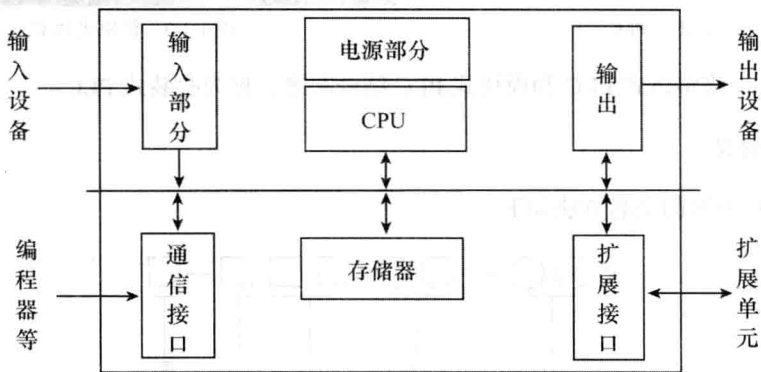 输入设备
输入部分
电源部分
CPU
输出
输出设备
编程器等
通信接口
存储器
扩展接口
扩展单元